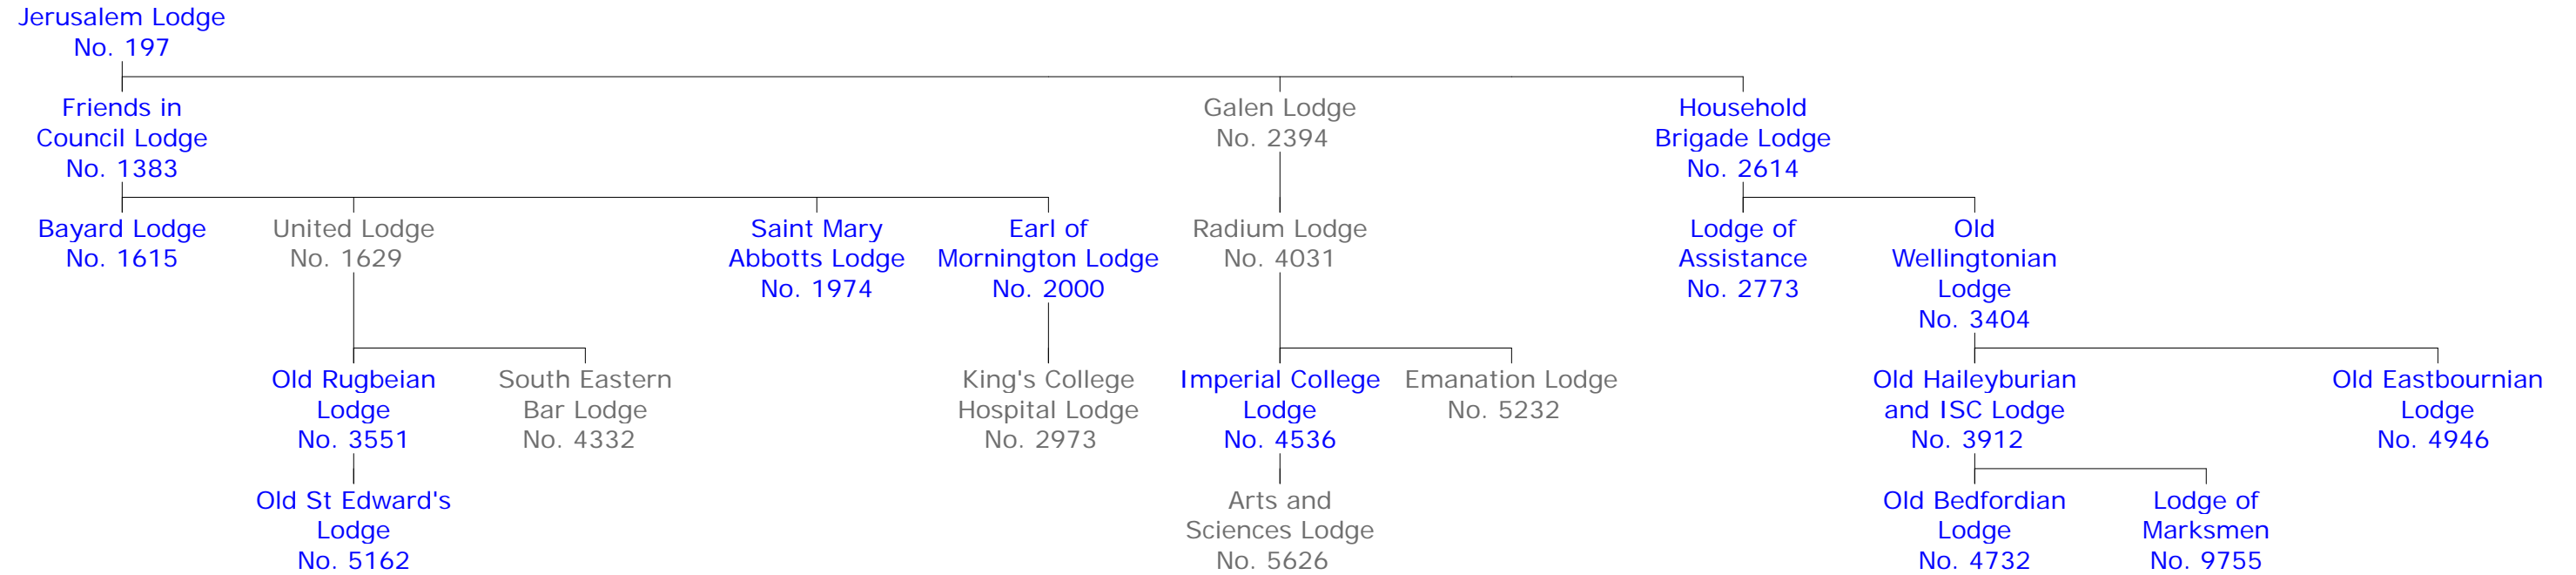 Jerusalem Lodge
No. 197
Friends in
Council Lodge
No. 1383
Galen Lodge
No. 2394
Household
Brigade Lodge
No. 2614
Bayard Lodge
No. 1615
United Lodge
No. 1629
Saint Mary
Abbotts Lodge
No. 1974
Earl of
Mornington Lodge
No. 2000
Radium Lodge
No. 4031
Lodge of
Assistance
No. 2773
Old
Wellingtonian
Lodge
No. 3404
Old Rugbeian
Lodge
No. 3551
South Eastern
Bar Lodge
No. 4332
King's College
Hospital Lodge
No. 2973
Imperial College
Lodge
No. 4536
Emanation Lodge
No. 5232
Old Haileyburian
and ISC Lodge
No. 3912
Old Eastbournian
Lodge
No. 4946
Old St Edward's
Lodge
No. 5162
Arts and
Sciences Lodge
No. 5626
Old Bedfordian
Lodge
No. 4732
Lodge of
Marksmen
No. 9755